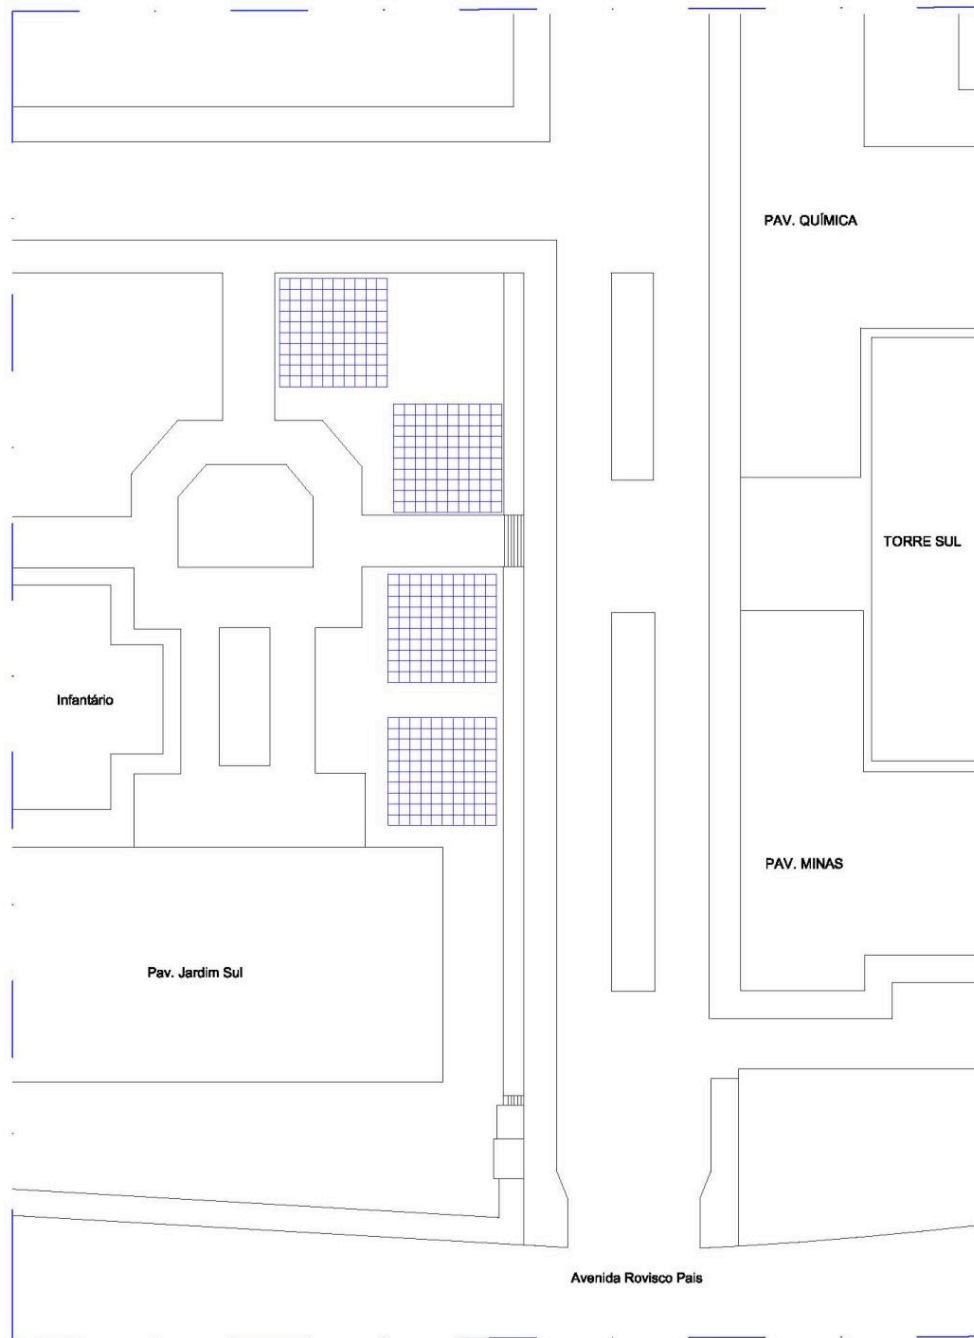 PAV. QUÍMICA
TORRE SUL
Infantário
PAV. MINAS
Pav. Jardim Sul
Avenida Rovisco Pais